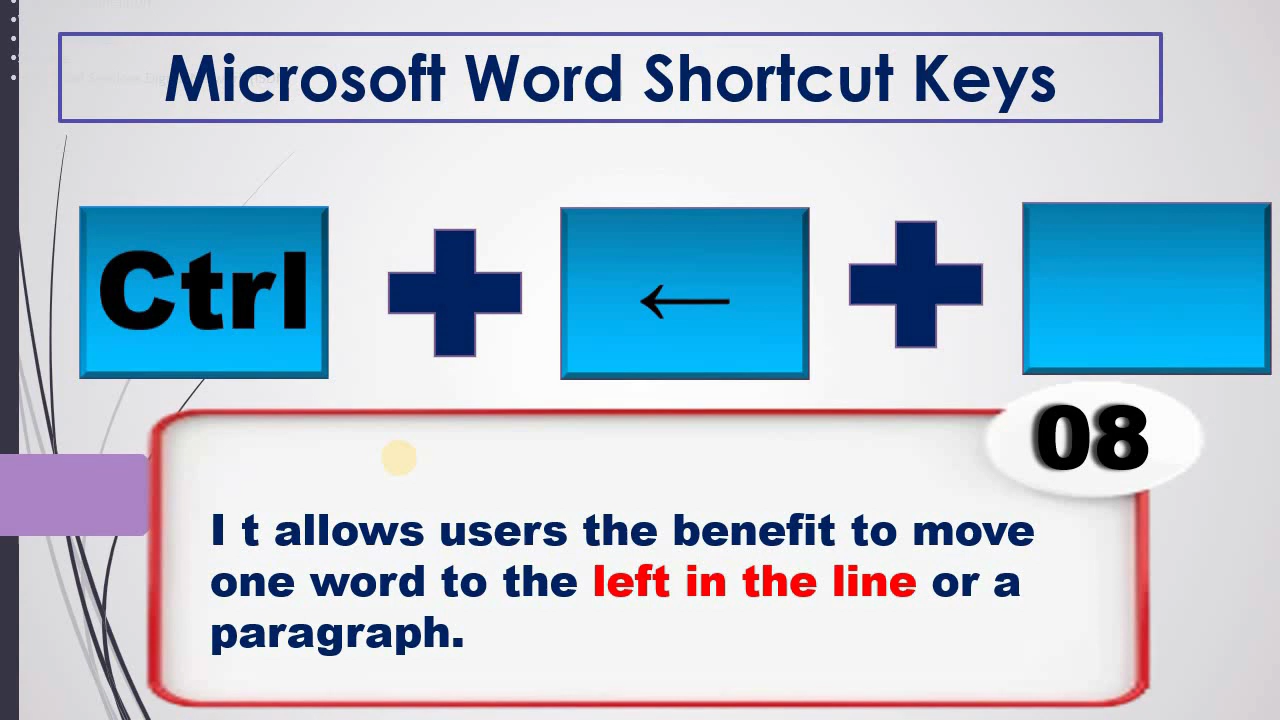 Microsoft Word Shortcut Keys
Ctrl
←
08
I t allows users the benefit to move
one word to the left in the line or a
paragraph.